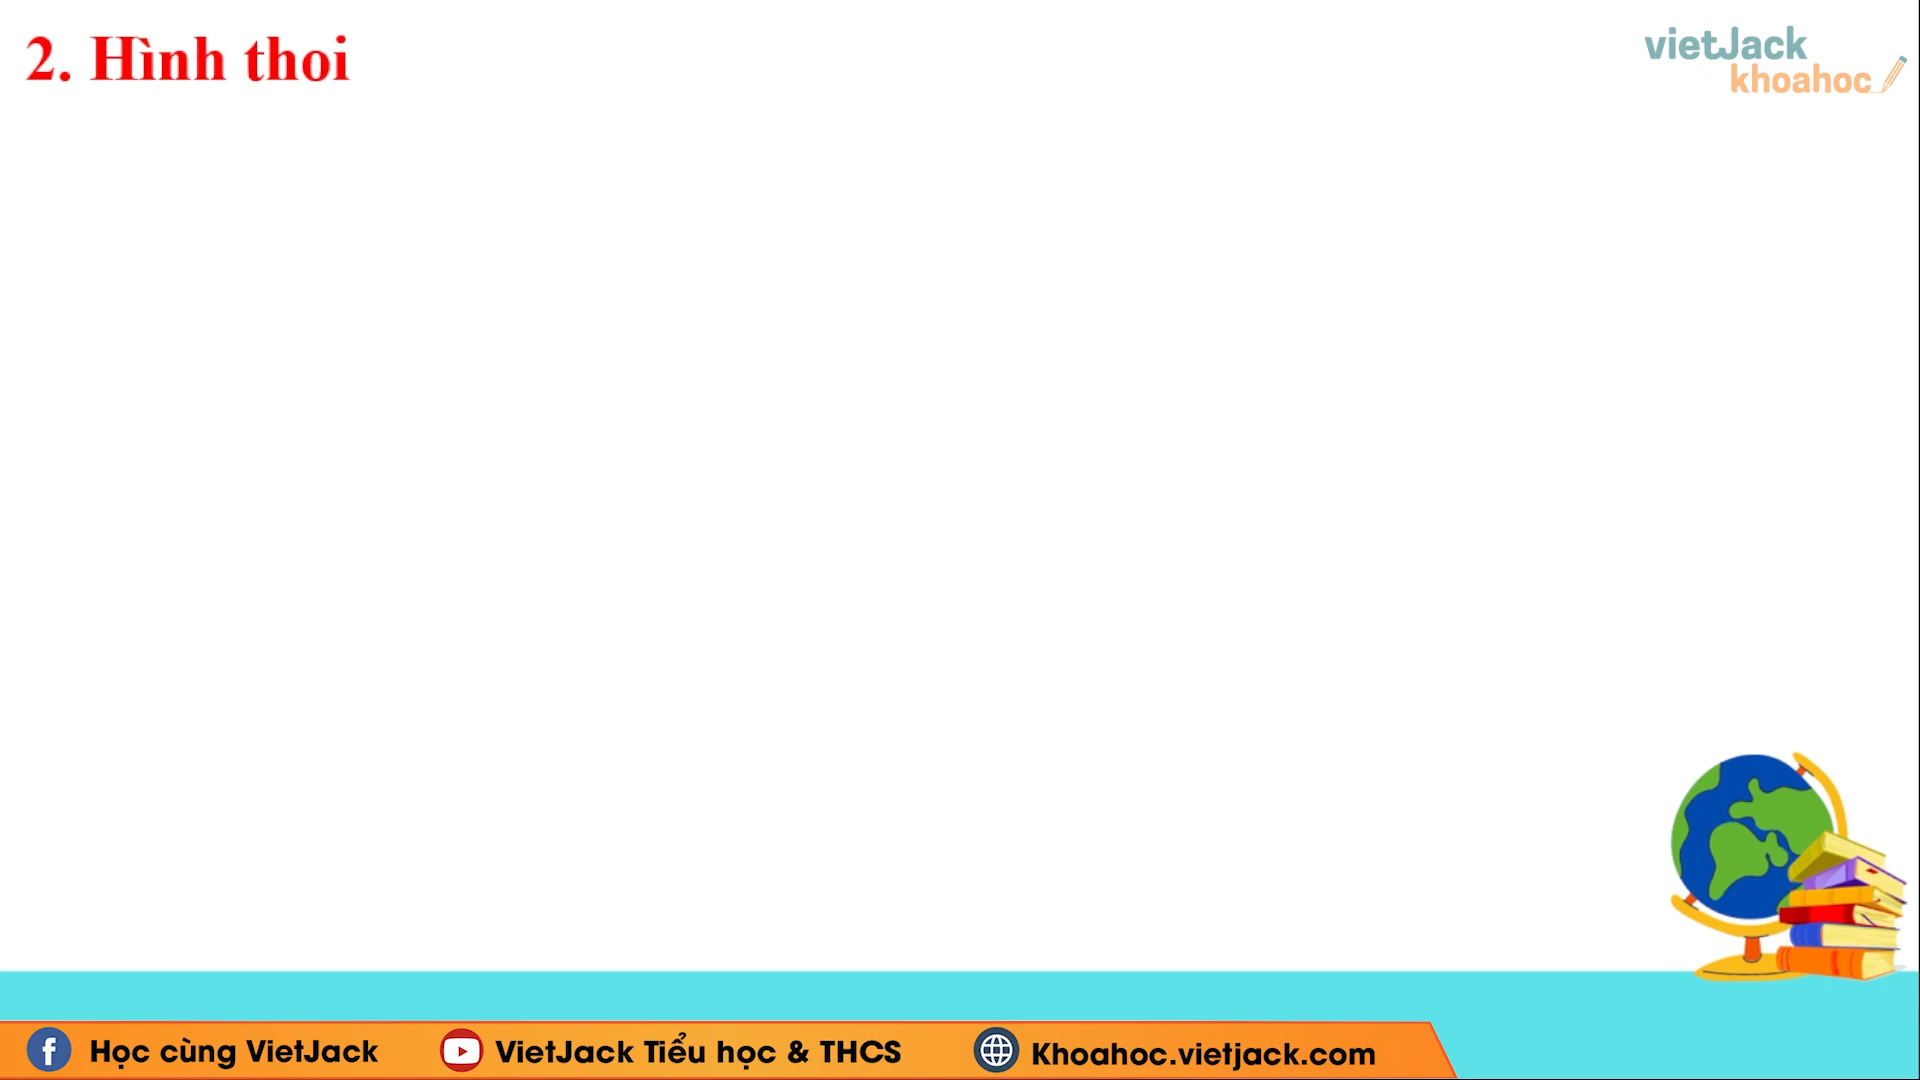 2. Hình thoi
vietJack
khoahoc
Học cùng VietJack
VietJack Tiểu học & THCS
Khoahoc.vietjack.com